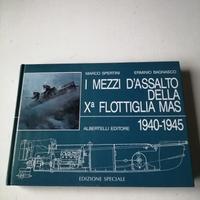 MARCO SPERTINI ERMINIO BAGNASCO
I MEZZI D'ASSALTO
DELLA
Xª FLOTTIGLIA MAS
ALBERTELLI EDITORE 1940-1945
EDIZIONE SPECIALE